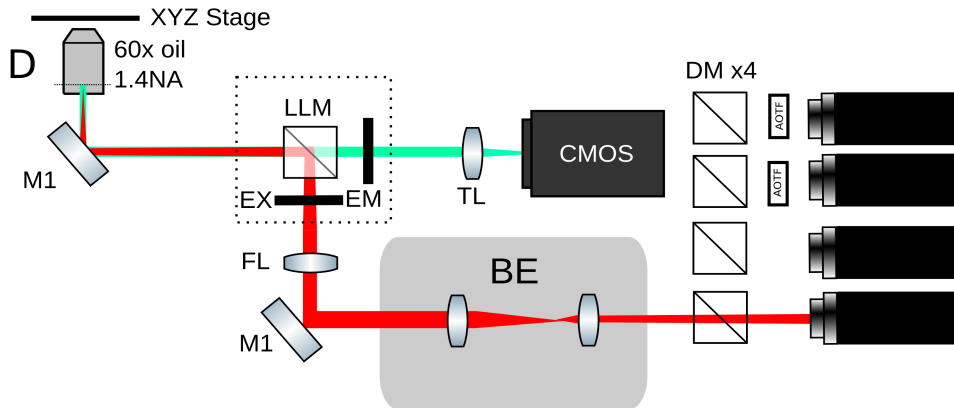 XYZ Stage
D
60x oil
1.4NA
DM x4
LLM
AOTF
M1
CMOS
EX
EM
TL
AOTF
FL
BE
M1